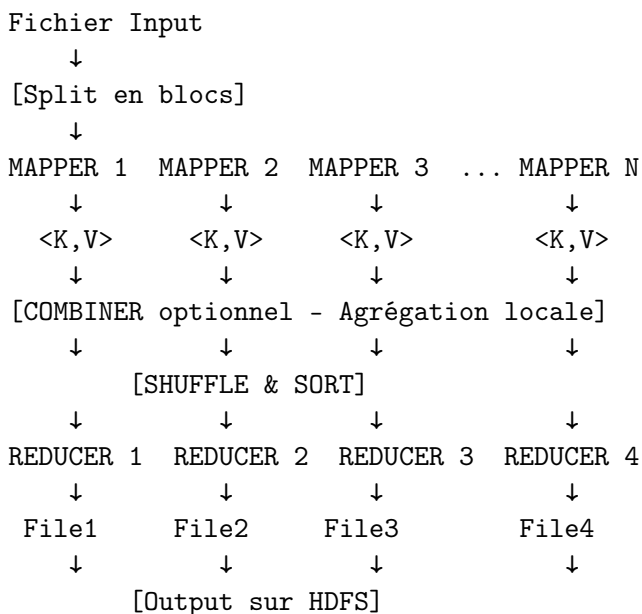 Fichier Input
↓
[Split en blocs]
↓
MAPPER 1 MAPPER 2 MAPPER 3 ... MAPPER N
↓ ↓ ↓ ↓
<K,V> <K,V> <K,V> <K,V>
↓ ↓ ↓ ↓
[COMBINER optionnel - Agrégation locale]
↓ ↓ ↓ ↓
[SHUFFLE & SORT]
↓ ↓ ↓ ↓
REDUCER 1 REDUCER 2 REDUCER 3 REDUCER 4
↓ ↓ ↓ ↓
File1 File2 File3 File4
↓ ↓ ↓ ↓
[Output sur HDFS]